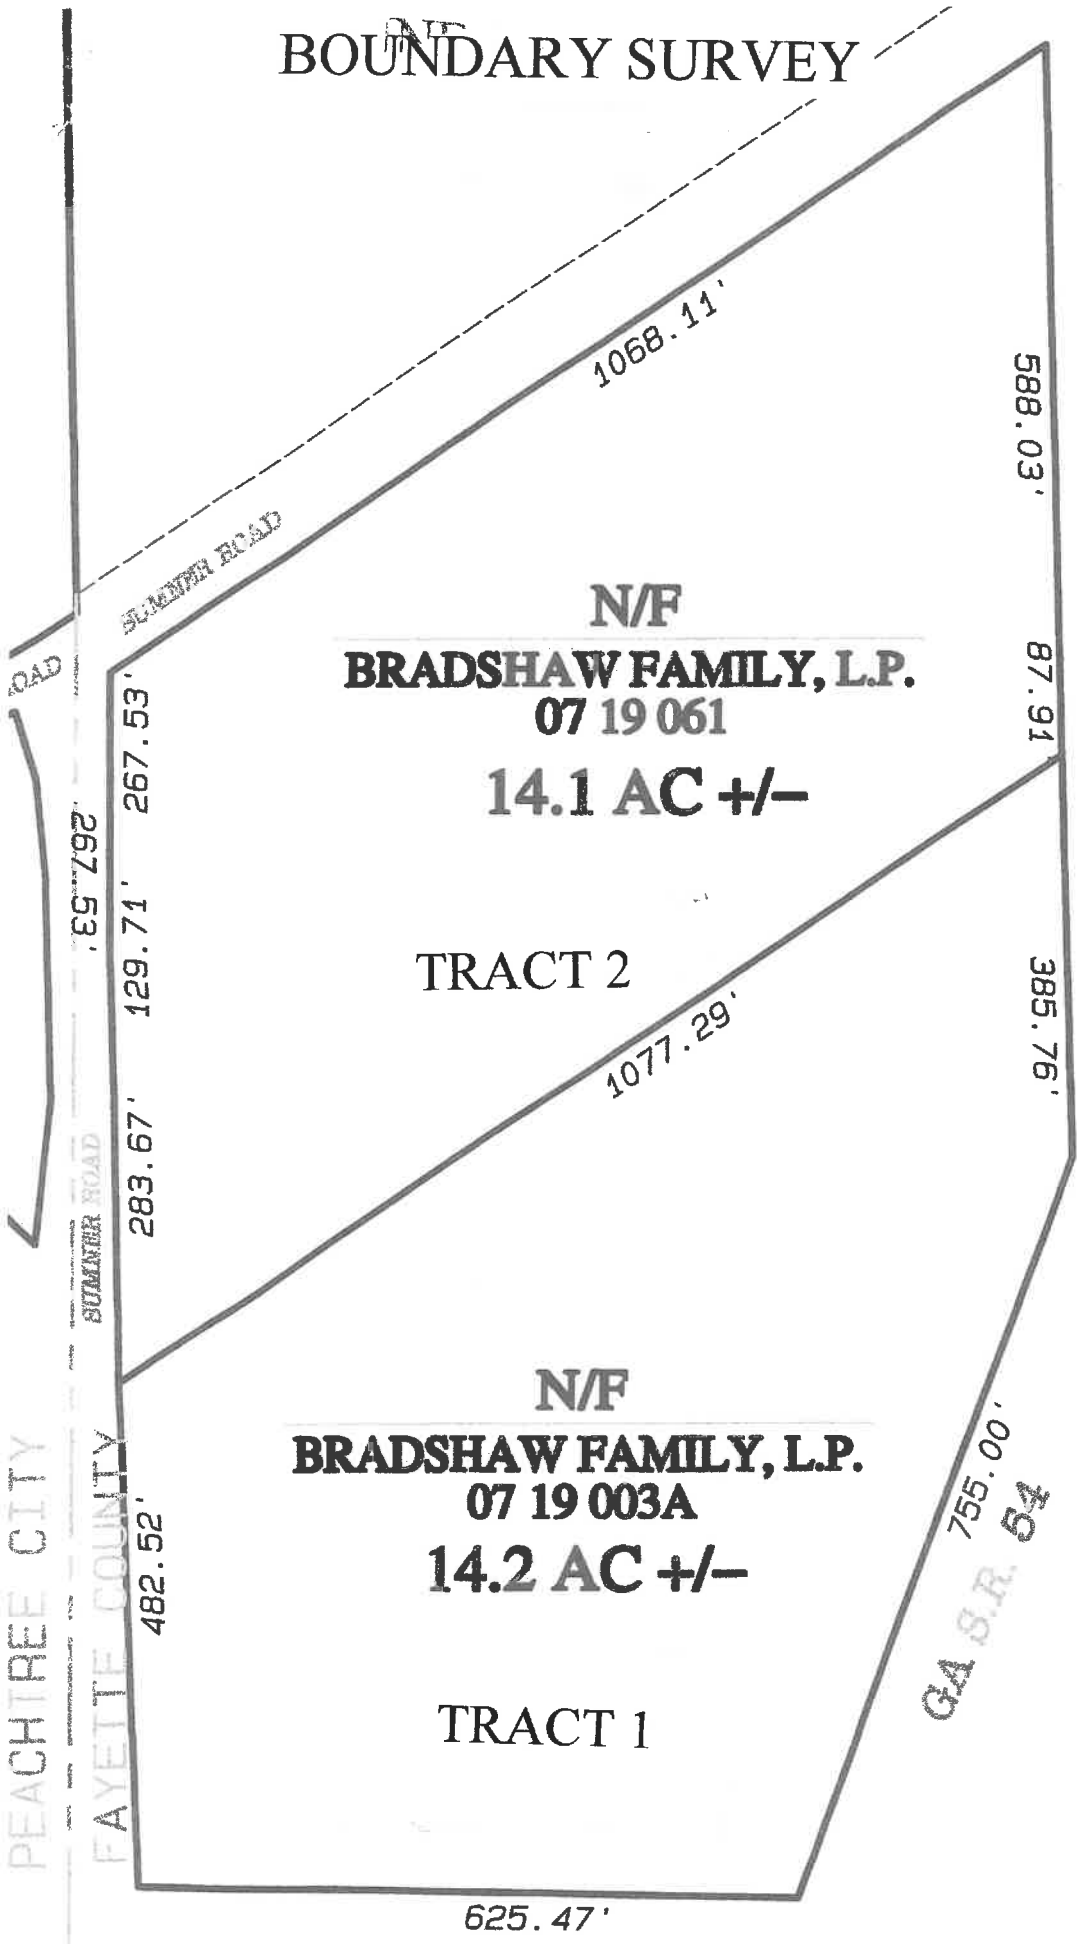 BOUNDARY SURVEY
1068.11'
588.03'
SUMNER ROAD
OAD
N/F
BRADSHAW FAMILY, L.P.
07 19 061
14.1 AC +/-
87.91
267.53'
267.53'
129.71'
TRACT 2
1077.29'
385.76'
283.67'
SUMNER ROAD
N/F
BRADSHAW FAMILY, L.P.
07 19 003A
14.2 AC +/-
755.00'
GA S.R. 54
482.52'
PEACHTREE CITY
FAYETTE COUNTY
TRACT 1
625.47'